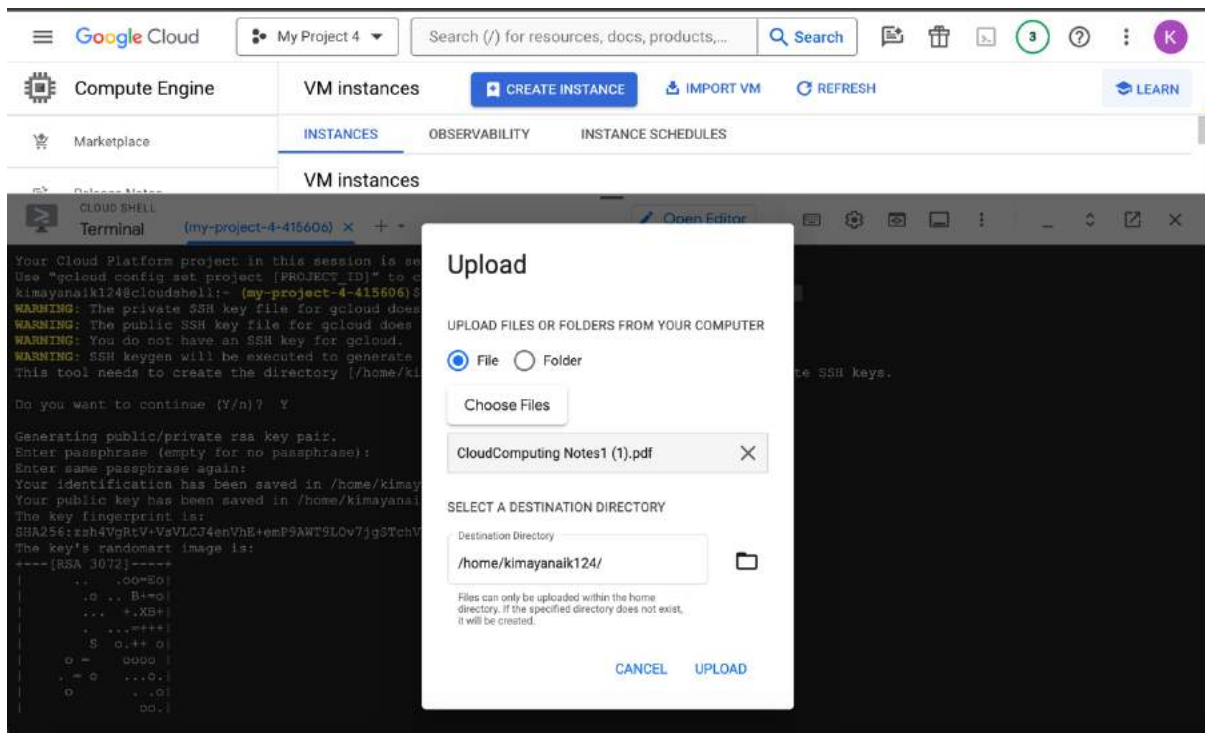 Google Cloud
My Project 4
Search (/) for resources, docs, products,...
Search
3
K
Compute Engine
VM instances
CREATE INSTANCE
IMPORT VM
REFRESH
LEARN
Marketplace
INSTANCES
OBSERVABILITY
INSTANCE SCHEDULES
Release Notes
VM instances
CLOUD SHELL
Terminal
(my-project-4-415606)
Open Editor
Your Cloud Platform project in this session is se
Use "gcloud config set project [PROJECT_ID]" to c
kimayanaik124@cloudshell:~ (my-project-4-415606)$
WARNING: The private SSH key file for gcloud does
WARNING: The public SSH key file for gcloud does
WARNING: You do not have an SSH key for gcloud.
WARNING: SSH keygen will be executed to generate
This tool needs to create the directory [/home/ki
te SSH keys.
Do you want to continue (Y/n)? Y
Generating public/private rsa key pair.
Enter passphrase (empty for no passphrase):
Enter same passphrase again:
Your identification has been saved in /home/kimay
Your public key has been saved in /home/kimayanai
The key fingerprint is:
The key's randomart image is:
+---[RSA 3072]----+
Upload
UPLOAD FILES OR FOLDERS FROM YOUR COMPUTER
File
Folder
Choose Files
CloudComputing Notes1 (1).pdf
SELECT A DESTINATION DIRECTORY
Destination Directory
/home/kimayanaik124/
Files can only be uploaded within the home
directory. If the specified directory does not exist,
it will be created.
CANCEL
UPLOAD